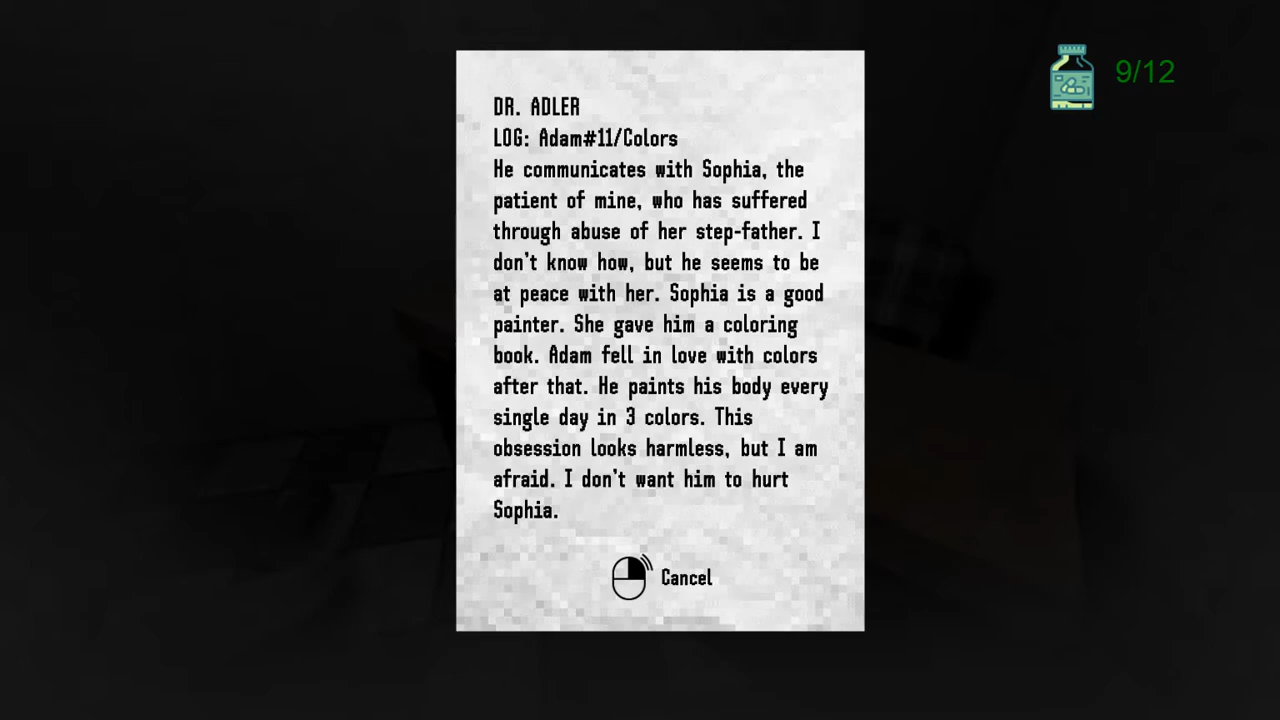 9/12
DR. ADLER
LOG: Adam#11/Colors
He communicates with Sophia, the
patient of mine, who has suffered
through abuse of her step-father. I
don't know how, but he seems to be
at peace with her. Sophia is a good
painter. She gave him a coloring
book. Adam fell in love with colors
after that. He paints his body every
single day in 3 colors. This
obsession looks harmless, but I am
afraid. I don't want him to hurt
Sophia.
Cancel